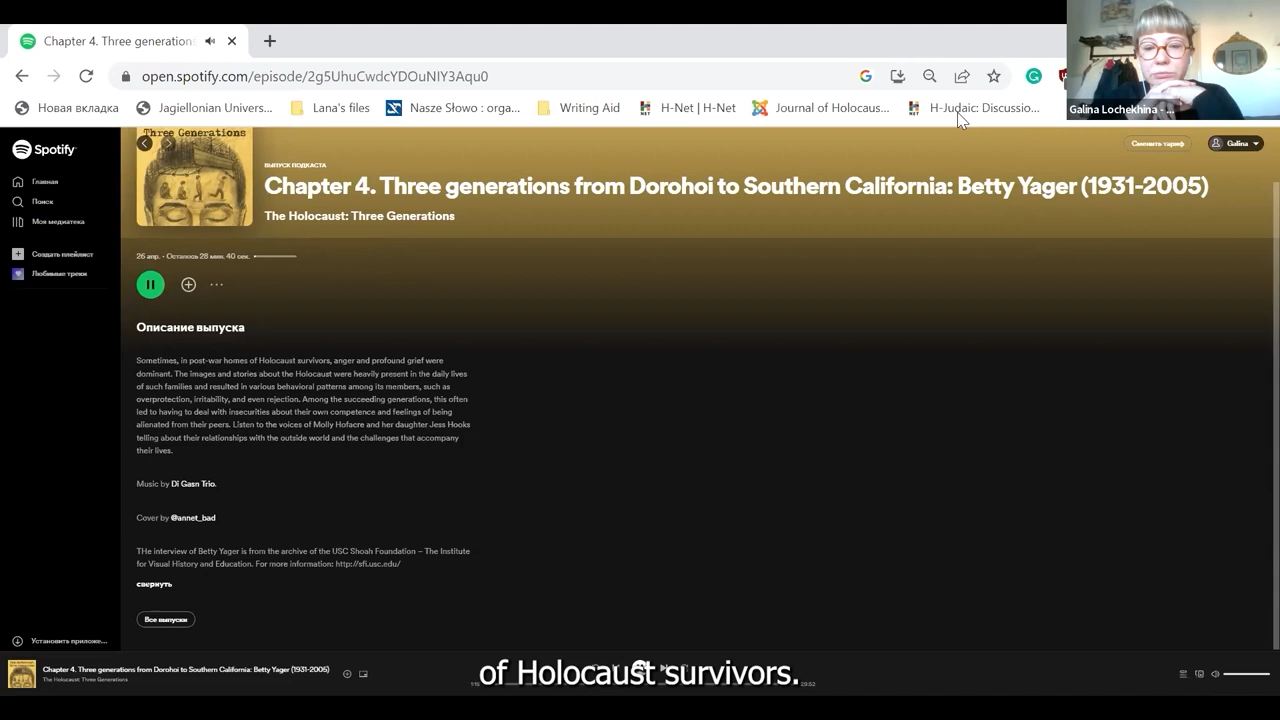 Chapter 4. Three generations
open.spotify.com/episode/2g5UhuCwdcYDOuNIY3Aqu0
Новая вкладка
Jagiellonian Univers...
Lana's files
Nasze Słowo : orga...
Writing Aid
H-Net | H-Net
Journal of Holocaus...
H-Judaic: Discussio...
Galina Lochekhina - ...
Spotify
Главная
Поиск
Моя медиатека
Создать плейлист
Любимые треки
Установить приложе...
Three Generations
Сменить тариф
Galina
ВЫПУСК ПОДКАСТА
Chapter 4. Three generations from Dorohoi to Southern California: Betty Yager (1931-2005)
The Holocaust: Three Generations
26 апр. • Осталось 28 мин. 40 сек.
Описание выпуска
Sometimes, in post-war homes of Holocaust survivors, anger and profound grief were
dominant. The images and stories about the Holocaust were heavily present in the daily lives
of such families and resulted in various behavioral patterns among its members, such as
overprotection, irritability, and even rejection. Among the succeeding generations, this often
led to having to deal with insecurities about their own competence and feelings of being
alienated from their peers. Listen to the voices of Molly Hofacre and her daughter Jess Hooks
telling about their relationships with the outside world and the challenges that accompany
their lives.
Music by Di Gasn Trio.
Cover by @annet_bad
THe interview of Betty Yager is from the archive of the USC Shoah Foundation – The Institute
for Visual History and Education. For more information: http://sfi.usc.edu/
свернуть
Все выпуски
Chapter 4. Three generations from Dorohoi to Southern California: Betty Yager (1931-2005)
The Holocaust: Three Generations
of Holocaust survivors.
29:52